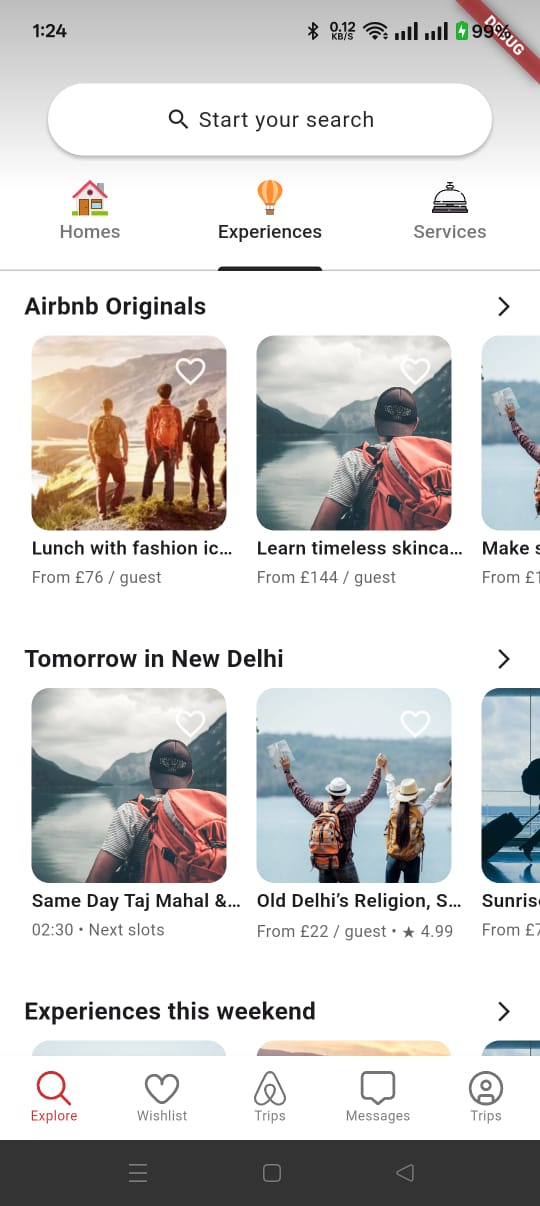 1:24
0.12
KB/S
99%
DEBUG
Start your search
Homes
Experiences
Services
Airbnb Originals
Lunch with fashion ic…
Learn timeless skinca…
Make s
From £76 / guest
From £144 / guest
From £1
Tomorrow in New Delhi
Same Day Taj Mahal &…
Old Delhi’s Religion, S…
Sunris
02:30 • Next slots
From £22 / guest • ★ 4.99
From £7
Experiences this weekend
Explore
Wishlist
Trips
Messages
Trips